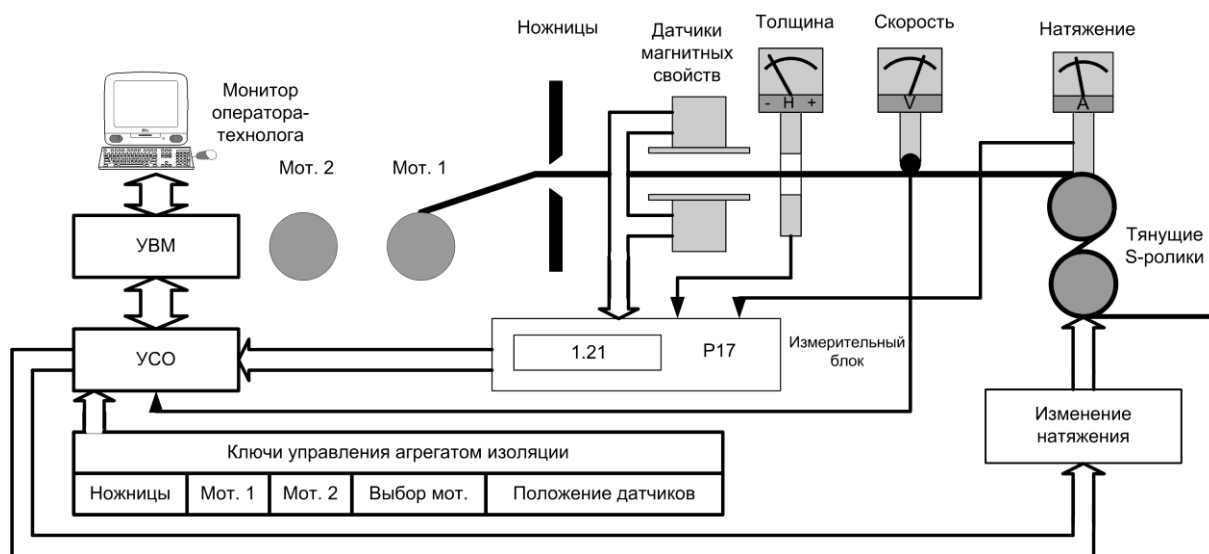 Ножницы
Датчики
магнитных
свойств
Толщина
Скорость
Натяжение
- H +
V
A
Монитор
оператора-
технолога
Мот. 2
Мот. 1
УВМ
Тянущие
S-ролики
УСО
1.21
P17
Измерительный
блок
Изменение
натяжения
Ключи управления агрегатом изоляции
Ножницы
Мот. 1
Мот. 2
Выбор мот.
Положение датчиков